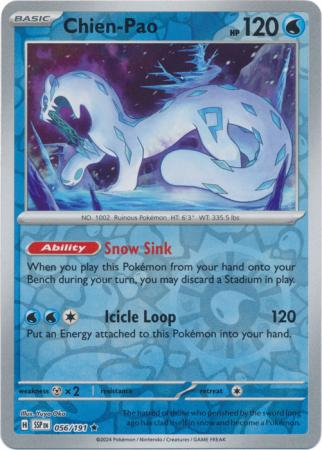 BASIC
Chien-Pao
HP 120
NO. 1002 Ruinous Pokémon HT: 6'3" WT: 335.5 lbs
Ability Snow Sink
When you play this Pokémon from your hand onto your
Bench during your turn, you may discard a Stadium in play.
Icicle Loop 120
Put an Energy attached to this Pokémon into your hand.
weakness ×2 resistance retreat
Illus. Yuya Oka
H SSP EN 056/191
The hatred of those who perished by the sword long
ago has clad itself in snow and become a Pokémon.
©2024 Pokémon / Nintendo / Creatures / GAME FREAK